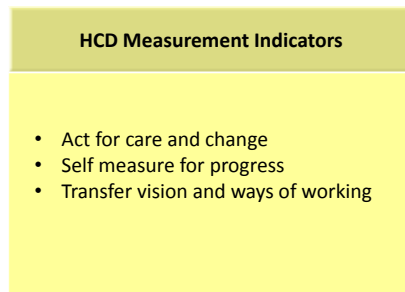 HCD Measurement Indicators
• Act for care and change
• Self measure for progress
• Transfer vision and ways of working